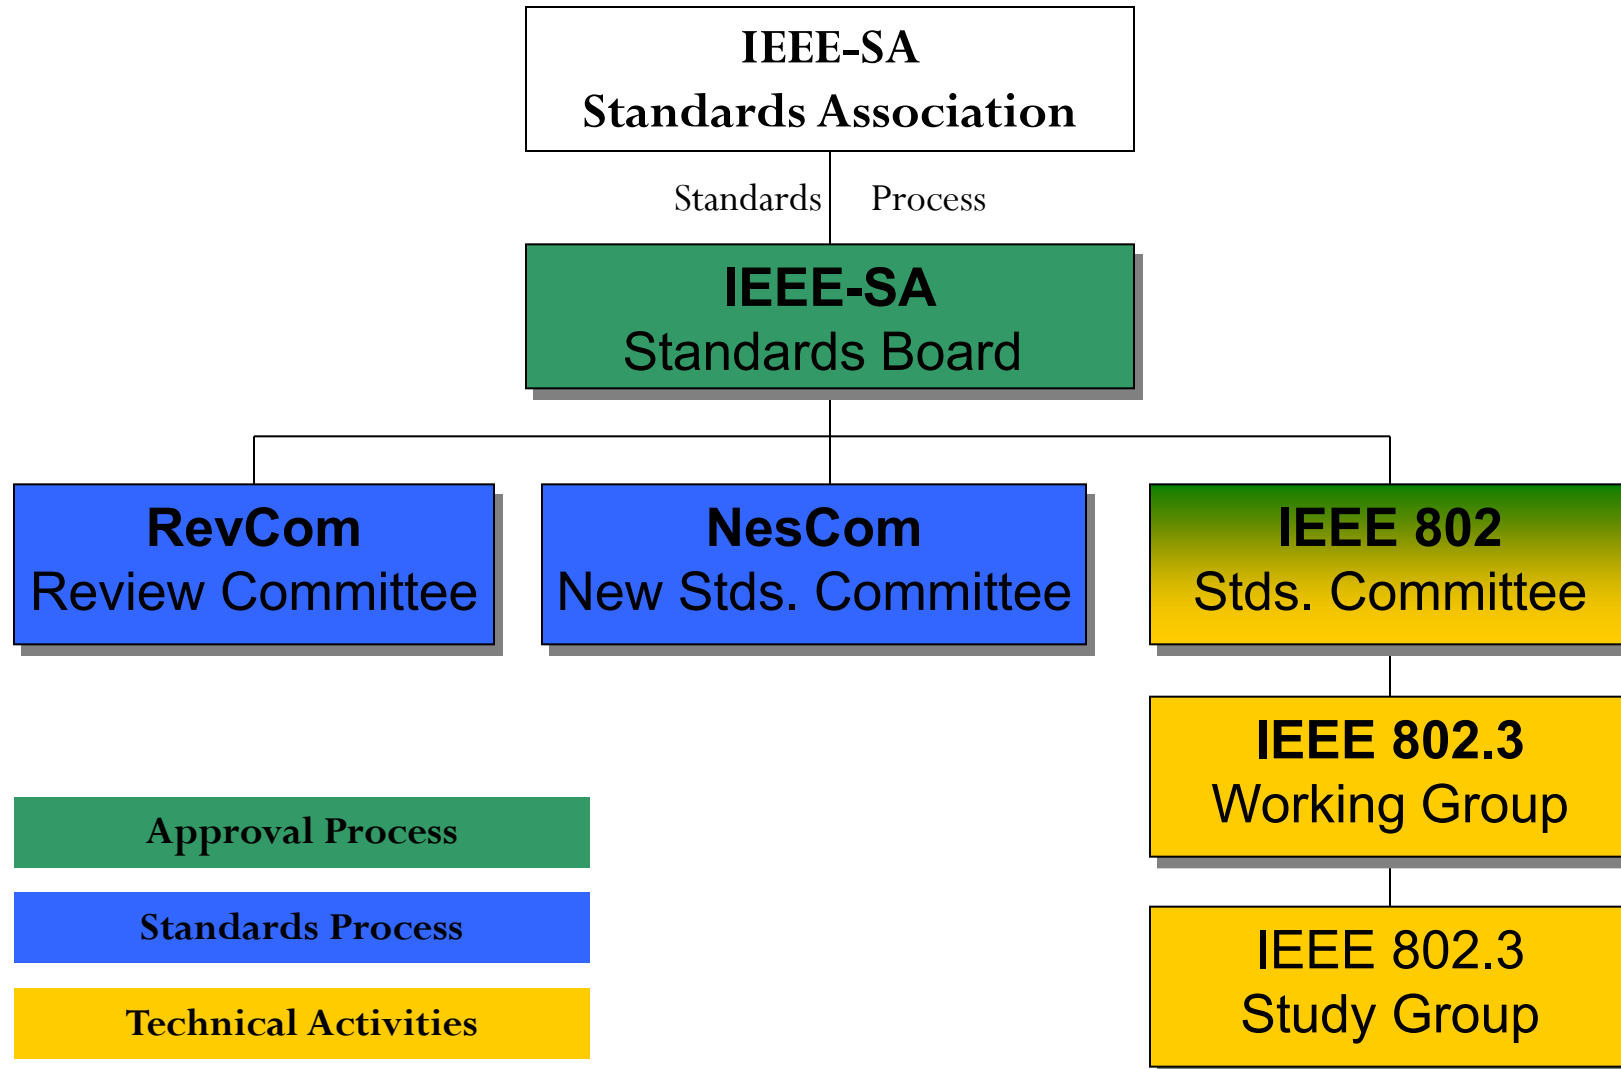 IEEE-SA
Standards Association
Standards Process
IEEE-SA
Standards Board
RevCom
Review Committee
NesCom
New Stds. Committee
IEEE 802
Stds. Committee
IEEE 802.3
Working Group
IEEE 802.3
Study Group
Approval Process
Standards Process
Technical Activities